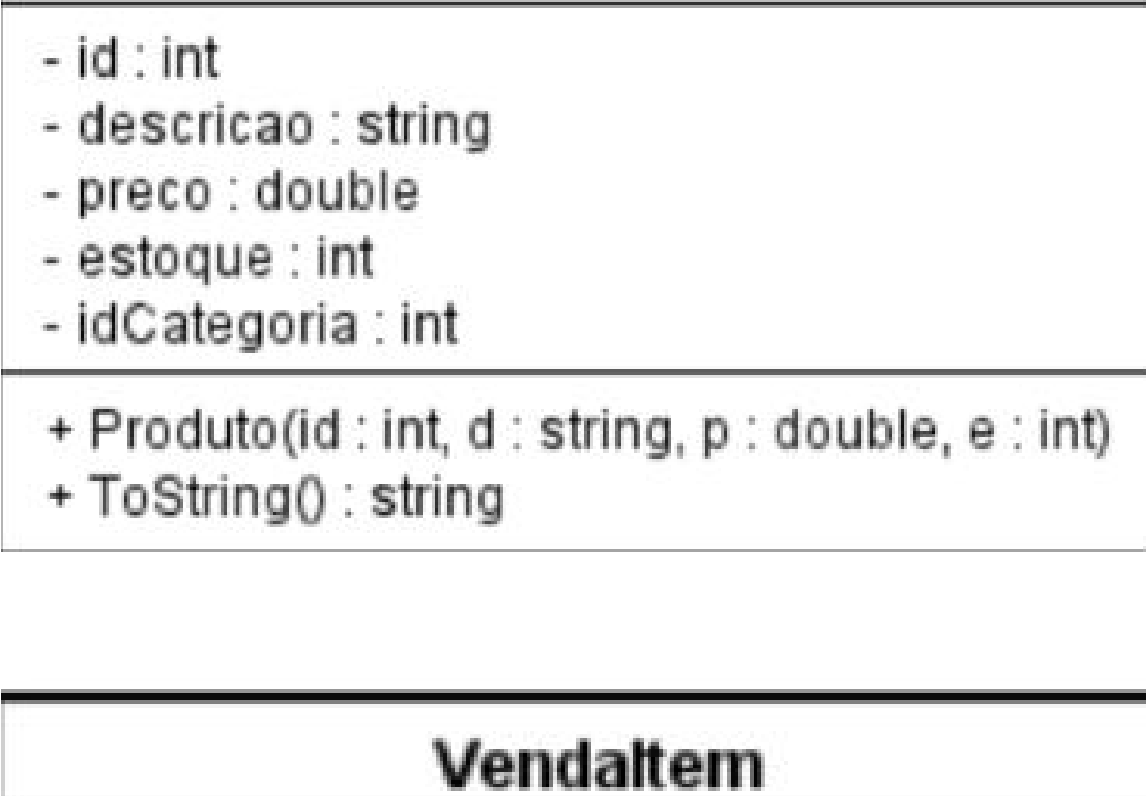 - id : int
- descricao : string
- preco : double
- estoque : int
- idCategoria : int
+ Produto(id : int, d : string, p : double, e : int)
+ ToString() : string
VendaItem